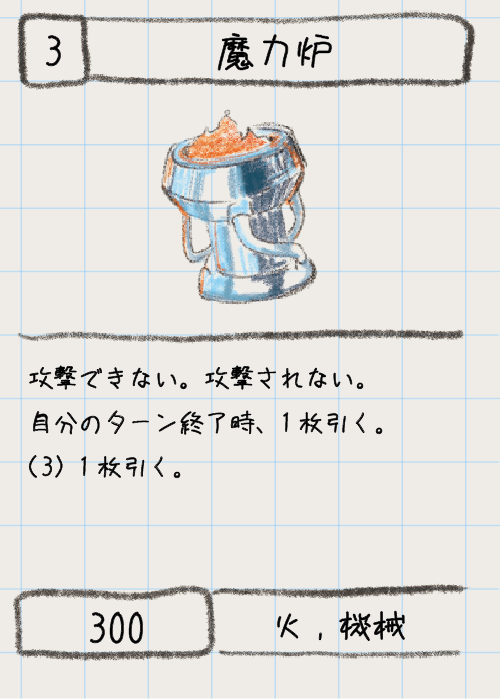 3 魔力炉
攻撃できない。攻撃されない。
自分のターン終了時、1枚引く。
(3) 1枚引く。
300 火,機械